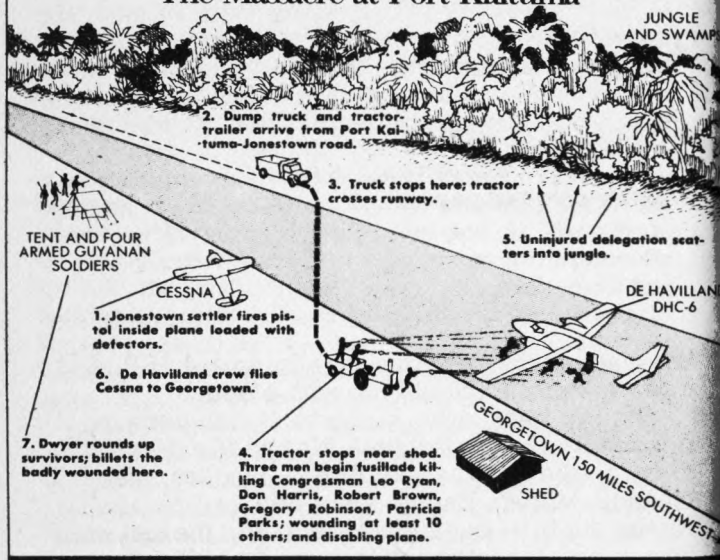 The Massacre at Port Kaituma
JUNGLE
AND SWAMPS
2. Dump truck and tractor-
trailer arrive from Port Kai-
tuma-Jonestown road.
3. Truck stops here; tractor
crosses runway.
5. Uninjured delegation scat-
ters into jungle.
TENT AND FOUR
ARMED GUYANAN
SOLDIERS
CESSNA
DE HAVILLAN
DHC-6
1. Jonestown settler fires pis-
tol inside plane loaded with
defectors.
6. De Havilland crew flies
Cessna to Georgetown.
7. Dwyer rounds up
survivors; billets the
badly wounded here.
4. Tractor stops near shed.
Three men begin fusillade kil-
ling Congressman Leo Ryan,
Don Harris, Robert Brown,
Gregory Robinson, Patricia
Parks; wounding at least 10
others; and disabling plane.
SHED
GEORGETOWN 150 MILES SOUTHWEST